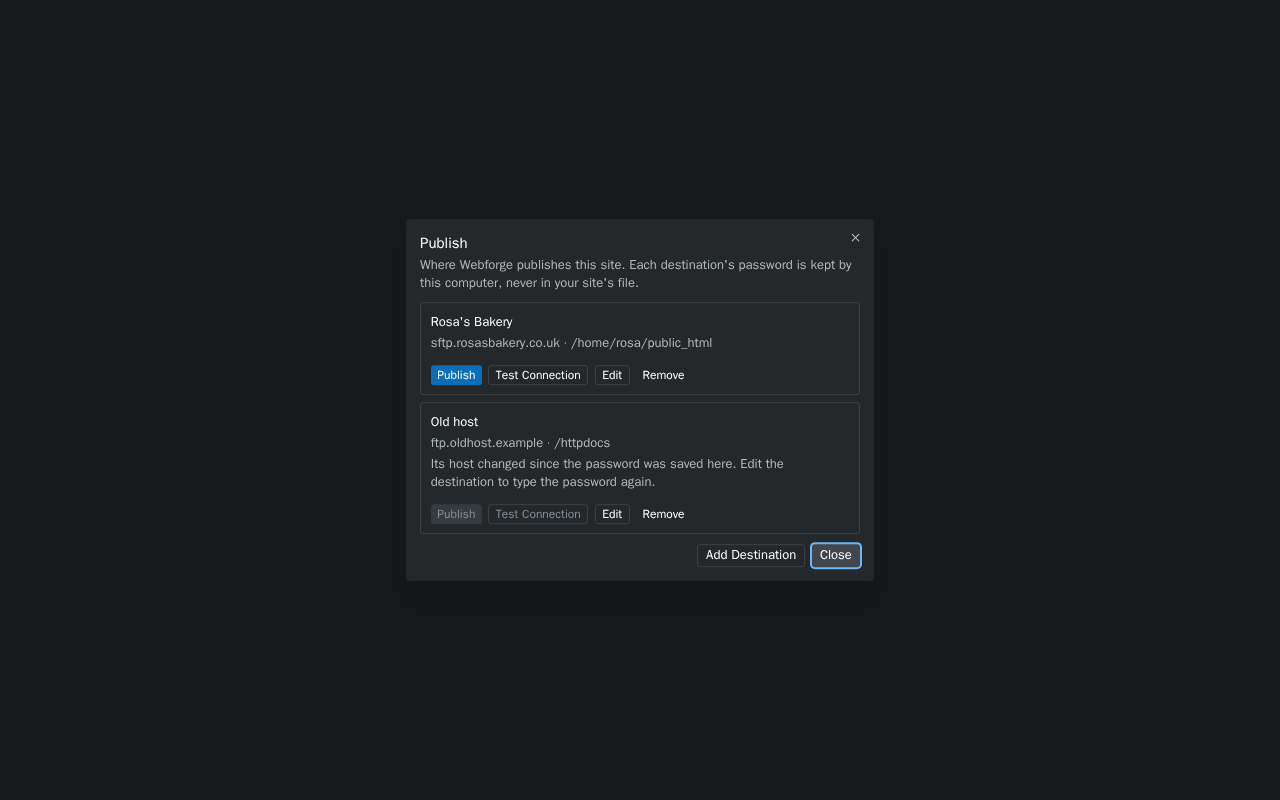 Publish
Where Webforge publishes this site. Each destination's password is kept by
this computer, never in your site's file.
Rosa's Bakery
sftp.rosasbakery.co.uk · /home/rosa/public_html
Publish Test Connection Edit Remove
Old host
ftp.oldhost.example · /httpdocs
Its host changed since the password was saved here. Edit the
destination to type the password again.
Publish Test Connection Edit Remove
Add Destination Close